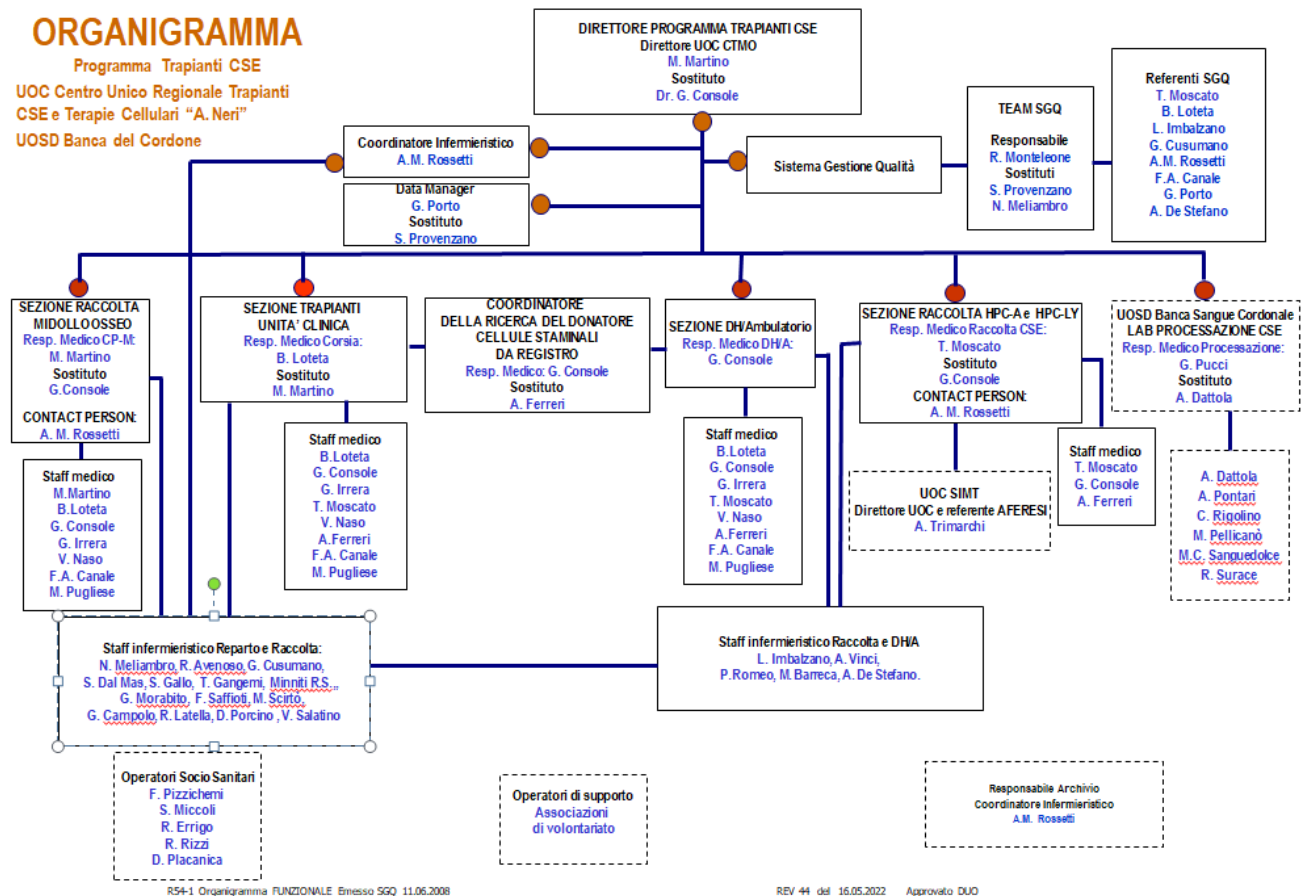 ORGANIGRAMMA
Programma Trapianti CSE
UOC Centro Unico Regionale Trapianti
CSE e Terapie Cellulari “A. Neri”
UOSD Banca del Cordone
DIRETTORE PROGRAMMA TRAPIANTI CSE
Direttore UOC CTMO
M. Martino
Sostituto
Dr. G. Console
Coordinatore Infermieristico
A.M. Rossetti
Data Manager
G. Porto
Sostituto
S. Provenzano
Sistema Gestione Qualità
TEAM SGQ
Responsabile
R. Monteleone
Sostituti
S. Provenzano
N. Meliambro
Referenti SGQ
T. Moscato
B. Loteta
L. Imbalzano
G. Cusumano
A.M. Rossetti
F.A. Canale
G. Porto
A. De Stefano
SEZIONE RACCOLTA
MIDOLLO OSSEO
Resp. Medico CP-M:
M. Martino
Sostituto
G.Console
CONTACT PERSON:
A. M. Rossetti
Staff medico
M.Martino
B.Loteta
G. Console
G. Irrera
V. Naso
F.A. Canale
M. Pugliese
SEZIONE TRAPIANTI
UNITA’ CLINICA
Resp. Medico Corsia:
B. Loteta
Sostituto
M. Martino
Staff medico
B.Loteta
G. Console
G. Irrera
T. Moscato
V. Naso
A.Ferreri
F.A. Canale
M. Pugliese
COORDINATORE
DELLA RICERCA DEL DONATORE
CELLULE STAMINALI
DA REGISTRO
Resp. Medico: G. Console
Sostituto
A. Ferreri
SEZIONE DH/Ambulatorio
Resp. Medico DH/A:
G. Console
Staff medico
B.Loteta
G. Console
G. Irrera
T. Moscato
V. Naso
A.Ferreri
F.A. Canale
M. Pugliese
SEZIONE RACCOLTA HPC-A e HPC-LY
Resp. Medico Raccolta CSE:
T. Moscato
Sostituto
G.Console
CONTACT PERSON:
A. M. Rossetti
UOC SIMT
Direttore UOC e referente AFERESI
A. Trimarchi
Staff medico
T. Moscato
G. Console
A. Ferreri
UOSD Banca Sangue Cordonale
LAB PROCESSAZIONE CSE
Resp. Medico Processazione:
G. Pucci
Sostituto
A. Dattola
A. Dattola
A. Pontari
C. Rigolino
M. Pellicanò
M.C. Sanguedolce
R. Surace
Staff infermieristico Reparto e Raccolta:
N. Meliambro, R. Avenoso, G. Cusumano,
S. Dal Mas, S. Gallo, T. Gangemi, Minniti R.S.,,
G. Morabito, F. Saffioti, M. Scirtò,
G. Campolo, R. Latella, D. Porcino , V. Salatino
Staff infermieristico Raccolta e DH/A
L. Imbalzano, A. Vinci,
P.Romeo, M. Barreca, A. De Stefano.
Operatori Socio Sanitari
F. Pizzichemi
S. Miccoli
R. Errigo
R. Rizzi
D. Placanica
Operatori di supporto
Associazioni
di volontariato
Responsabile Archivio
Coordinatore Infermieristico
A.M. Rossetti
R54-1 Organigramma FUNZIONALE Emesso SGQ 11.06.2008
REV 44 del 16.05.2022 Approvato DUO